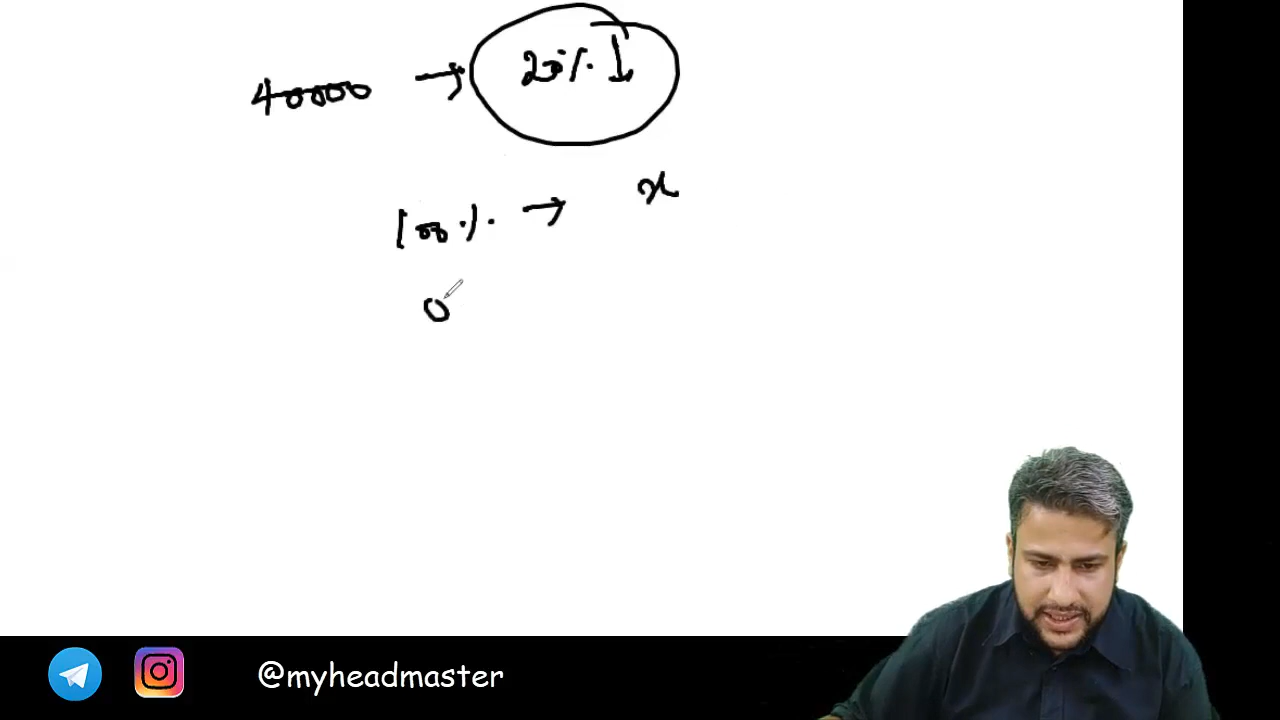 40000 → 20% ↓
100% → x
0
@myheadmaster